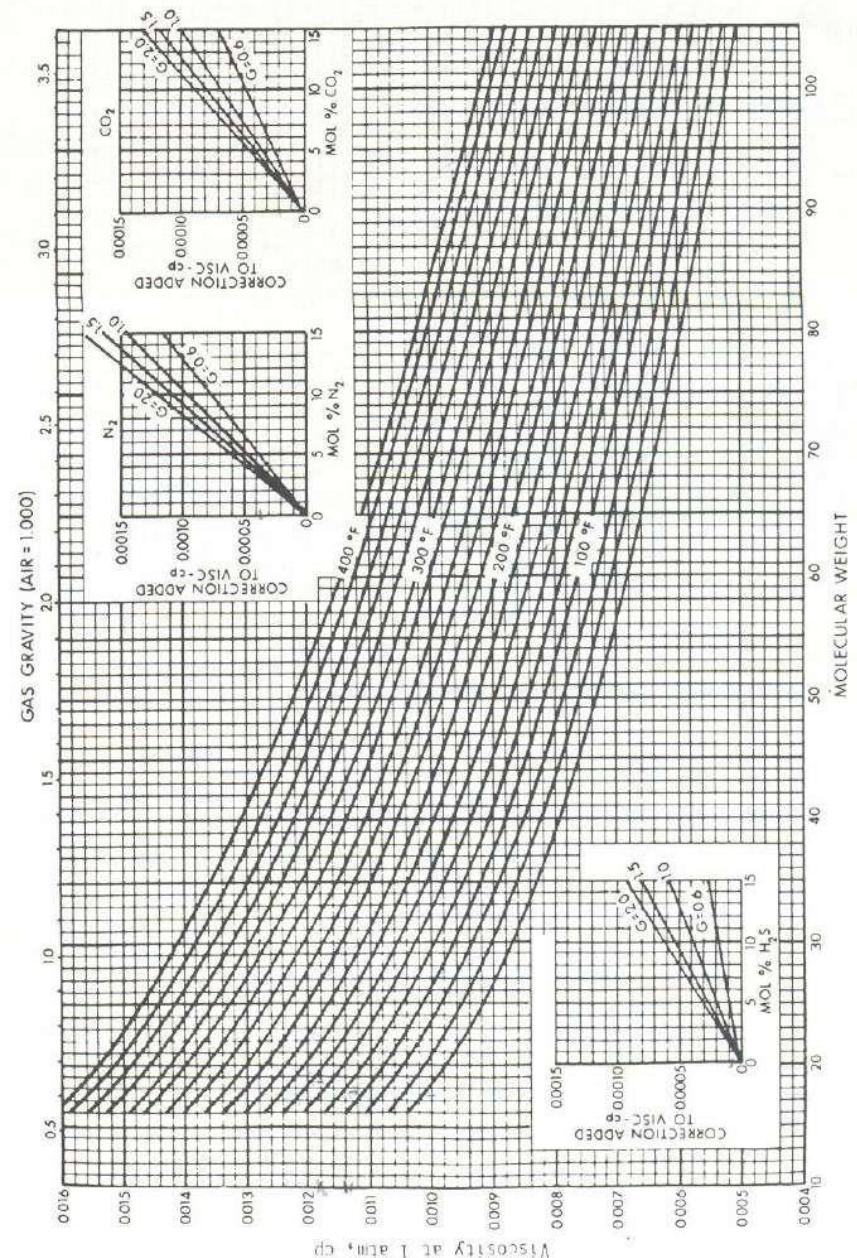 GAS GRAVITY (AIR = 1.000)
0.5
1.0
1.5
2.0
2.5
3.0
3.5
Viscosity at 1 atm, cp
0.016
0.015
0.014
0.013
0.012
0.011
0.010
0.009
0.008
0.007
0.006
0.005
0.004
400 °F
300 °F
200 °F
100 °F
MOLECULAR WEIGHT
10
20
30
40
50
60
70
80
90
100
CORRECTION ADDED
TO VISC-cp
0.0015
0.0010
0.00005
0
H₂S
G=2.0
1.5
1.0
G=0.6
0
5
10
15
MOL % H₂S
CORRECTION ADDED
TO VISC-cp
0.0015
0.0010
0.00005
0
N₂
G=20
1.5
1.0
G=0.6
0
5
10
15
MOL % N₂
CORRECTION ADDED
TO VISC-cp
0.0015
0.0010
0.00005
0
CO₂
G=2.0
1.5
1.0
G=0.6
0
5
10
15
MOL % CO₂